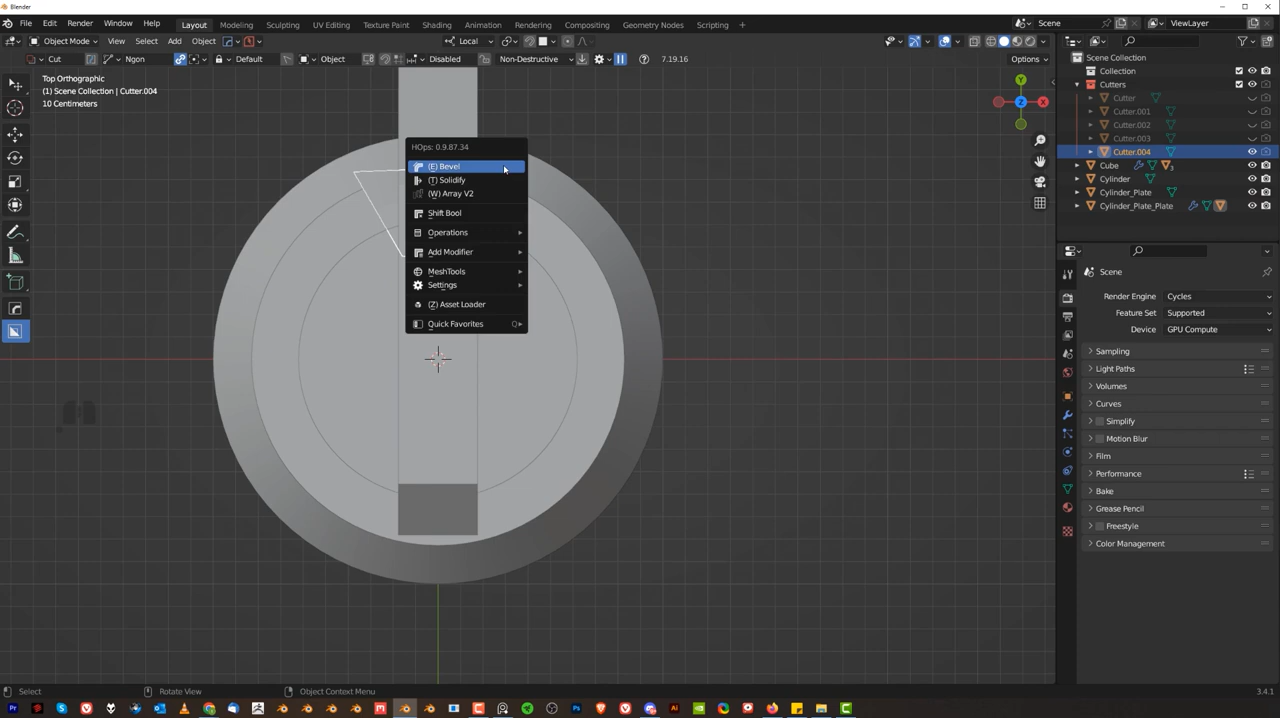 Blender
File Edit Render Window Help Layout Modeling Sculpting UV Editing Texture Paint Shading Animation Rendering Compositing Geometry Nodes Scripting + Scene ViewLayer
Object Mode View Select Add Object Local
Cut Ngon Default Object Disabled Non-Destructive 7.19.16 Options
Top Orthographic
(1) Scene Collection | Cutter.004
10 Centimeters
Y
Z
X
HOps: 0.9.87.34
(E) Bevel
(T) Solidify
(W) Array V2
Shift Bool
Operations
Add Modifier
MeshTools
Settings
(Z) Asset Loader
Quick Favorites Q
Scene Collection
Collection
Cutters
Cutter
Cutter.001
Cutter.002
Cutter.003
Cutter.004
Cube 3
Cylinder
Cylinder_Plate
Cylinder_Plate_Plate
Scene
Render Engine Cycles
Feature Set Supported
Device GPU Compute
Sampling
Light Paths
Volumes
Curves
Simplify
Motion Blur
Film
Performance
Bake
Grease Pencil
Freestyle
Color Management
Select Rotate View Object Context Menu 3.4.1